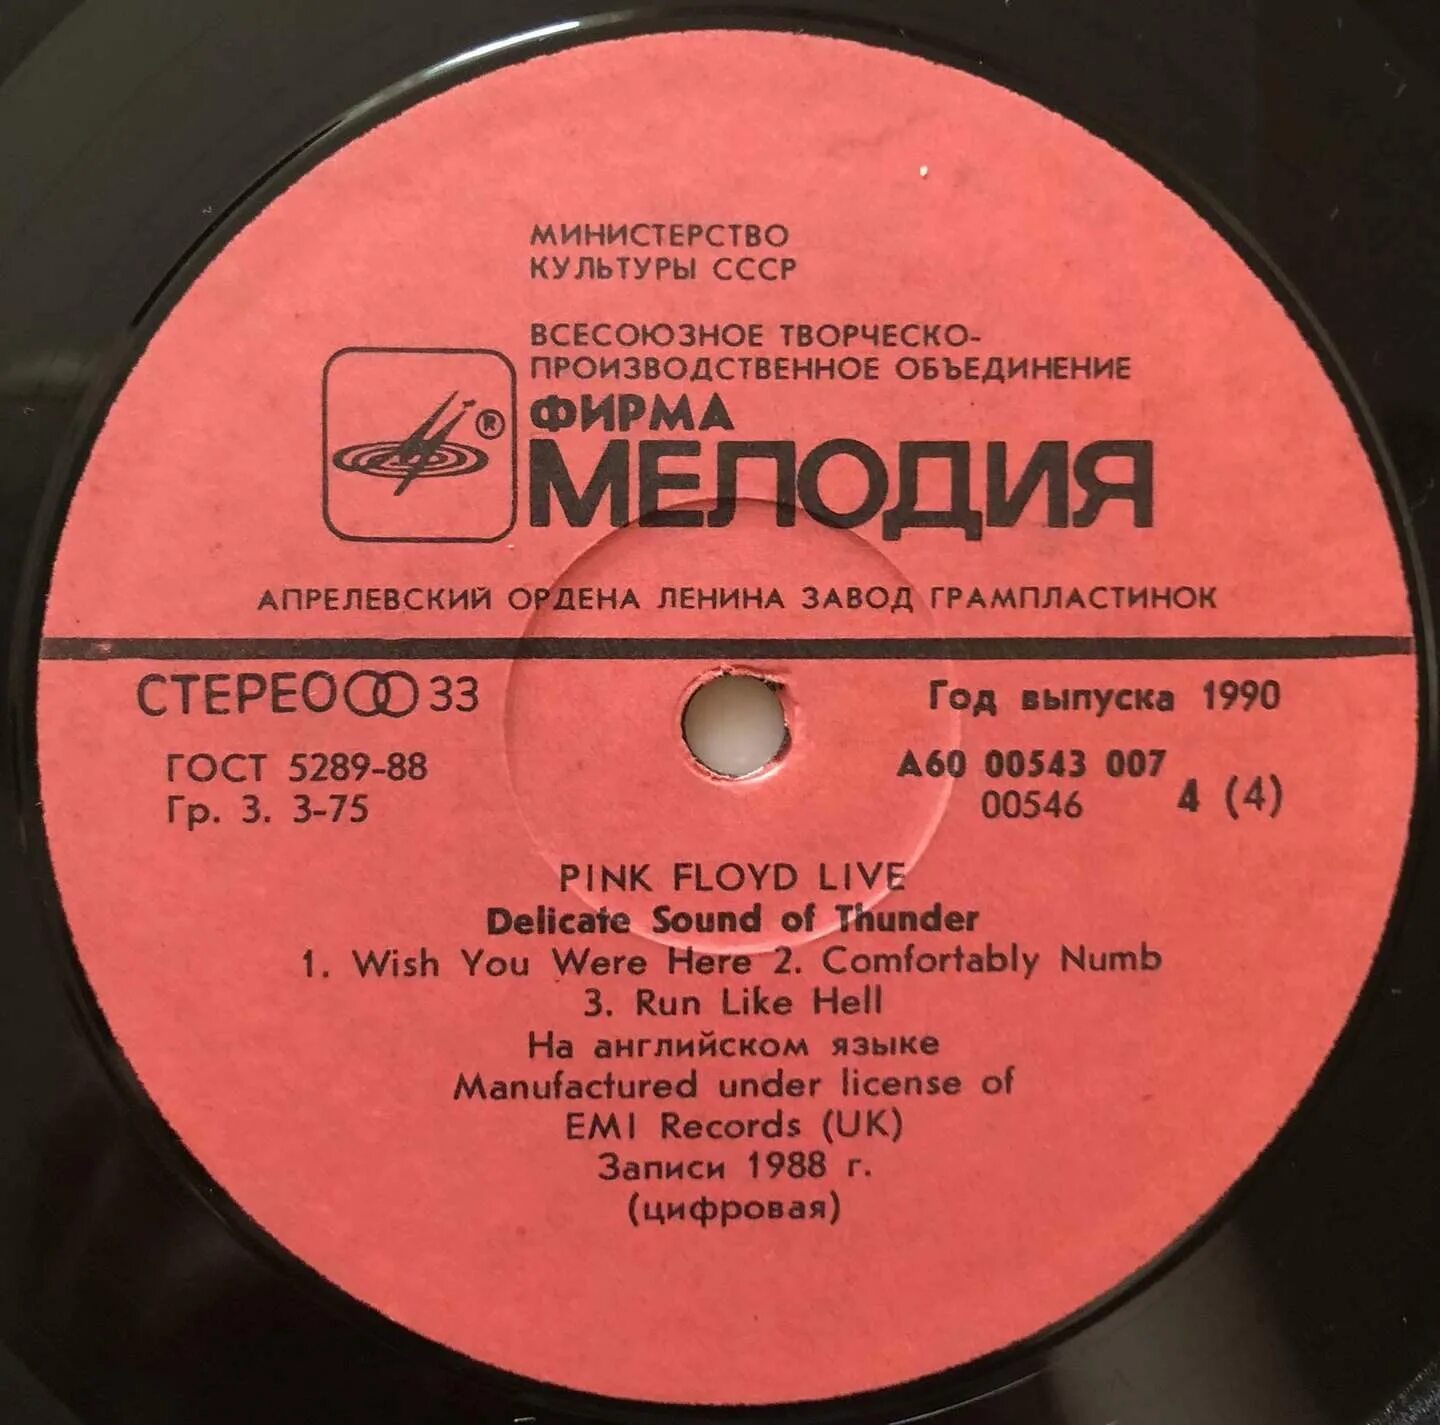 МИНИСТЕРСТВО
КУЛЬТУРЫ СССР
ВСЕСОЮЗНОЕ ТВОРЧЕСКО-
ПРОИЗВОДСТВЕННОЕ ОБЪЕДИНЕНИЕ
ФИРМА
®
МЕЛОДИЯ
АПРЕЛЕВСКИЙ ОРДЕНА ЛЕНИНА ЗАВОД ГРАМПЛАСТИНОК
СТЕРЕО 33
Год выпуска 1990
ГОСТ 5289-88
А60 00543 007
Гр. 3. 3-75
00546 4 (4)
PINK FLOYD LIVE
Delicate Sound of Thunder
1. Wish You Were Here 2. Comfortably Numb
3. Run Like Hell
На английском языке
Manufactured under license of
EMI Records (UK)
Записи 1988 г.
(цифровая)